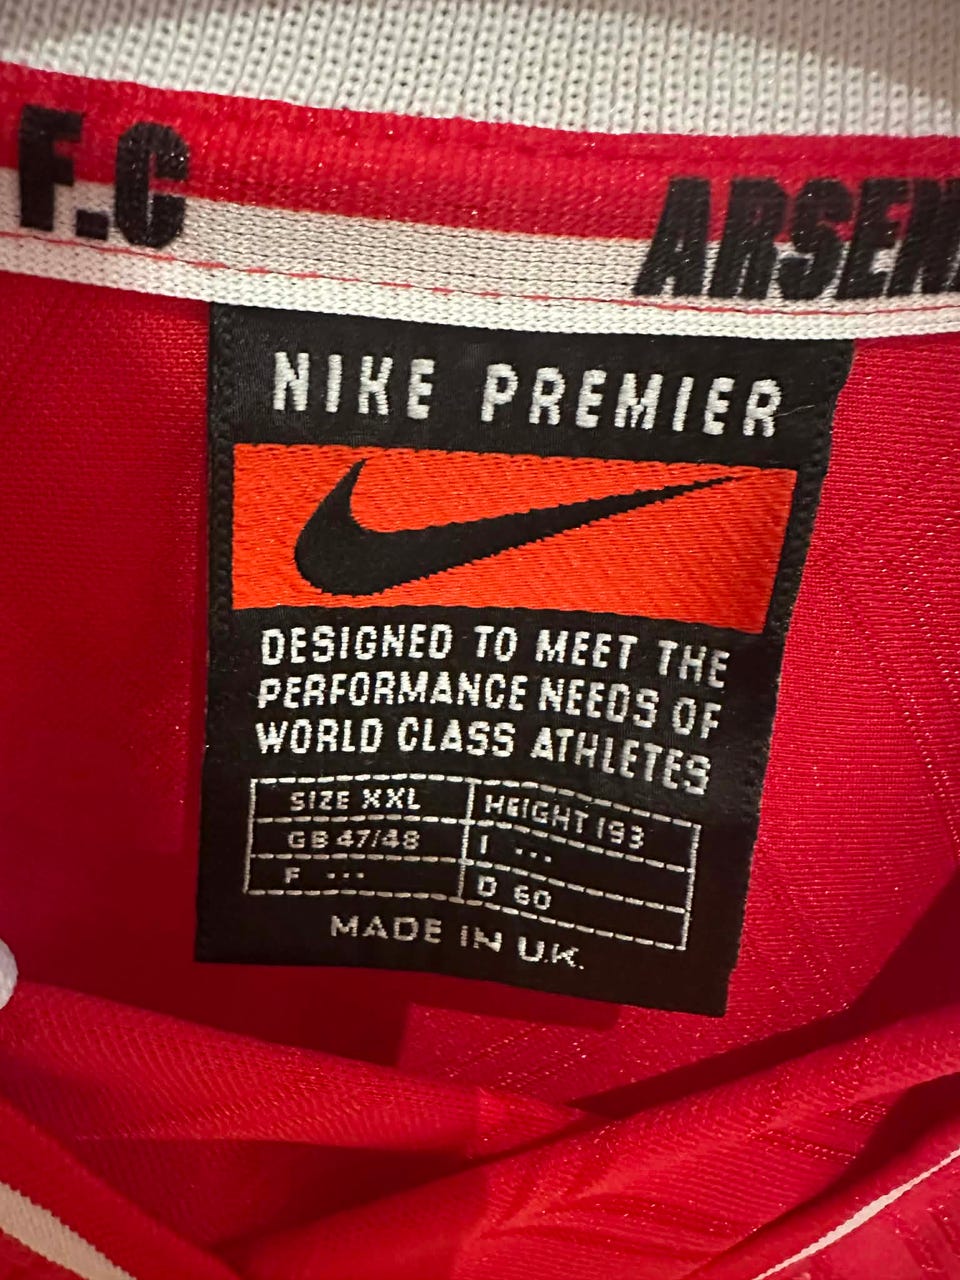 F.C ARSEN
NIKE PREMIER
DESIGNED TO MEET THE
PERFORMANCE NEEDS OF
WORLD CLASS ATHLETES
SIZE XXL HEIGHT 193
GB 47/48 I ...
F ... D 60
MADE IN U.K.